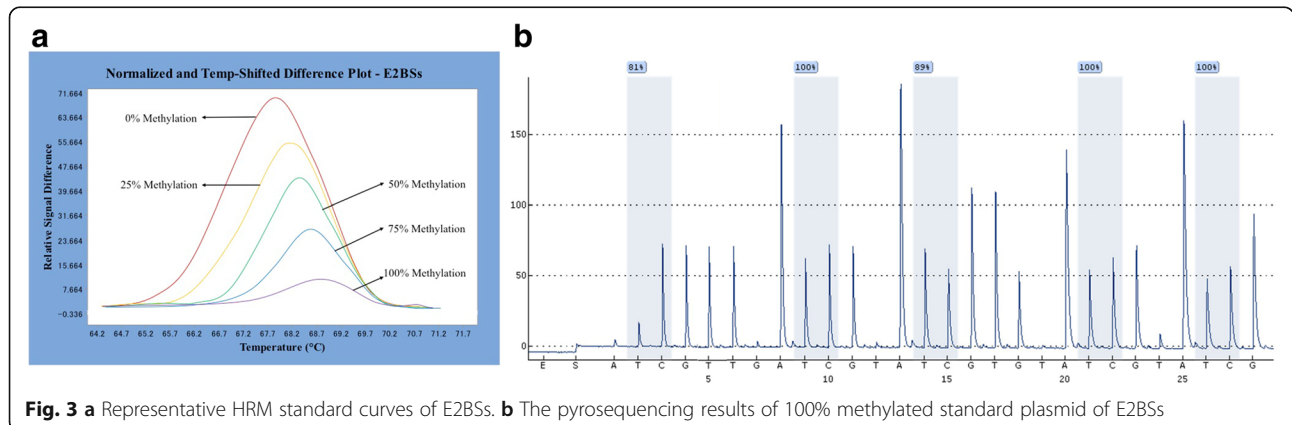 a
Normalized and Temp-Shifted Difference Plot - E2BSs
Relative Signal Difference
71.664
63.664
55.664
47.664
39.664
31.664
23.664
15.664
7.664
−0.336
0% Methylation
25% Methylation
50% Methylation
75% Methylation
100% Methylation
64.2 64.7 65.2 65.7 66.2 66.7 67.2 67.7 68.2 68.7 69.2 69.7 70.2 70.7 71.2 71.7
Temperature (°C)
b
81% 100% 89% 100% 100%
150
100
50
0
E S A T C G T T G A T C G T A T C G T G T A T C G T A T C G
5 10 15 20 25
Fig. 3 a Representative HRM standard curves of E2BSs. b The pyrosequencing results of 100% methylated standard plasmid of E2BSs